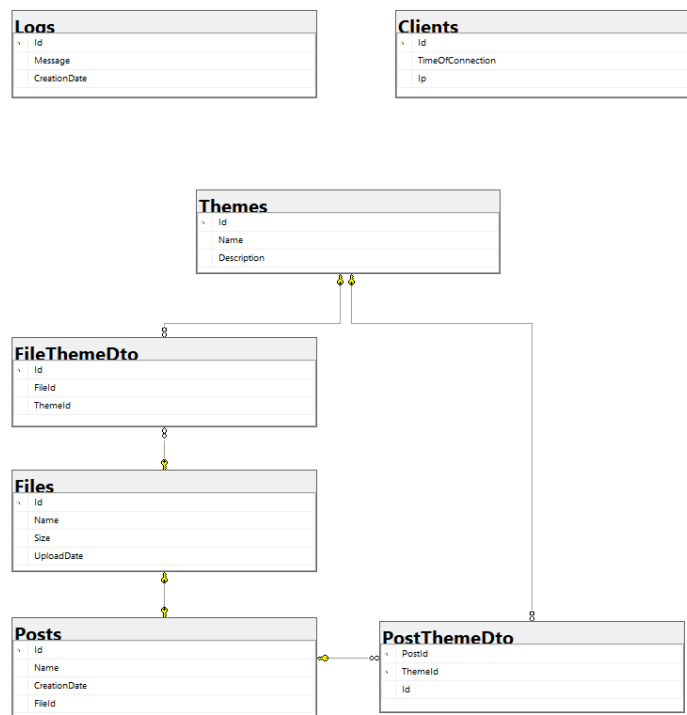 Logs
Id
Message
CreationDate
Clients
Id
TimeOfConnection
Ip
Themes
Id
Name
Description
FileThemeDto
Id
FileId
ThemeId
Files
Id
Name
Size
UploadDate
Posts
Id
Name
CreationDate
FileId
PostThemeDto
PostId
ThemeId
Id